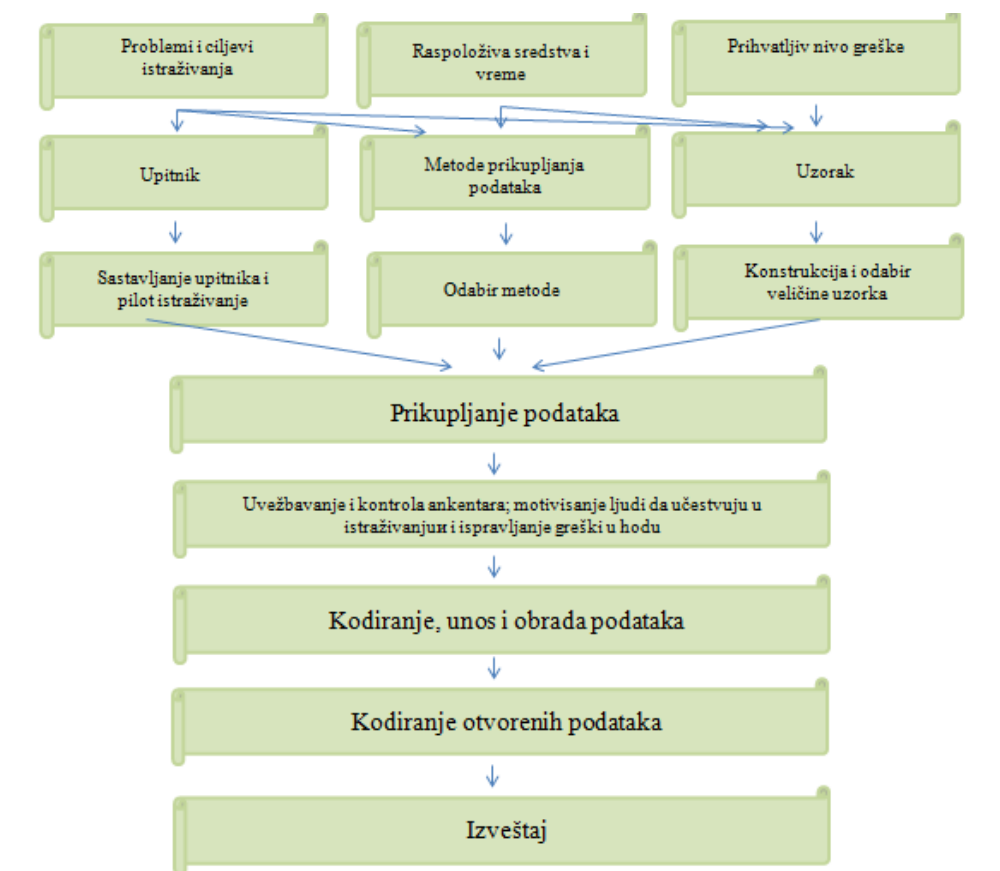 Problemi i ciljevi
istraživanja
Raspoloživa sredstva i
vreme
Prihvatljiv nivo greške
Upitnik
Metode prikupljanja
podataka
Uzorak
Sastavljanje upitnika i
pilot istraživanje
Odabir metode
Konstrukcija i odabir
veličine uzorka
Prikupljanje podataka
Uvežbavanje i kontrola ankentara; motivisanje ljudi da učestvuju u
istraživanjuи i ispravljanje greški u hodu
Kodiranje, unos i obrada podataka
Kodiranje otvorenih podataka
Izveštaj